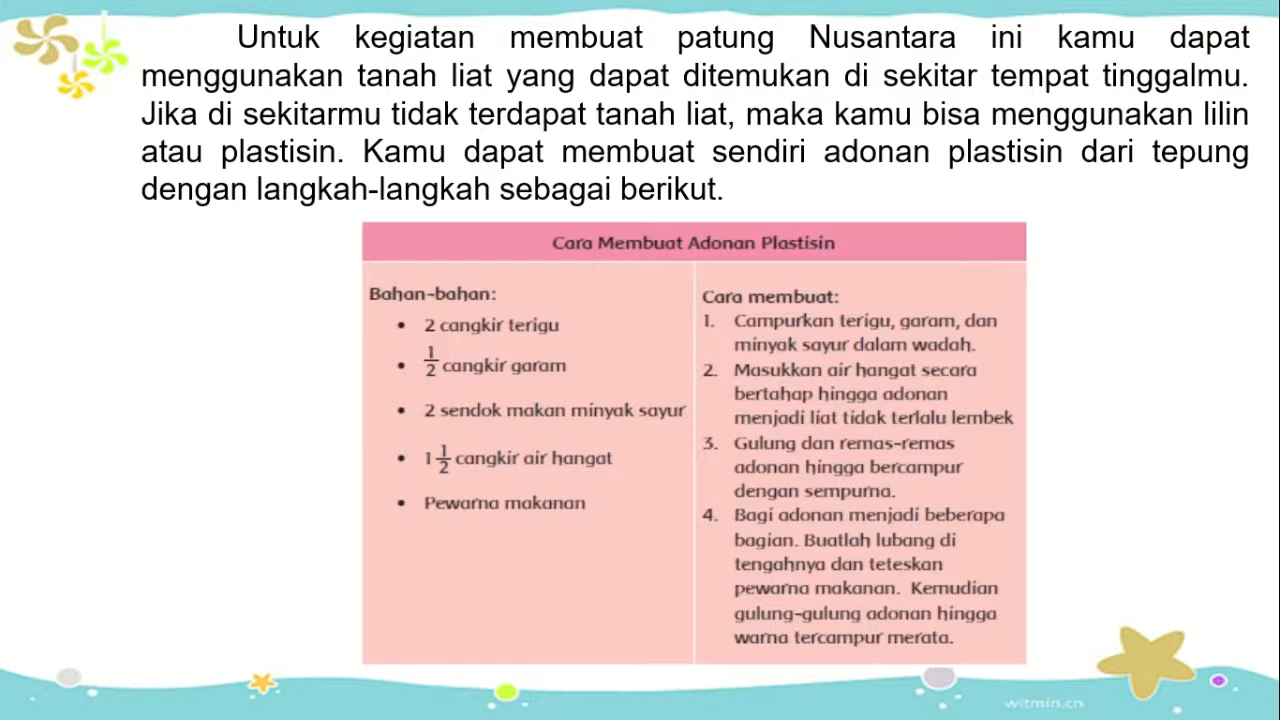 Untuk kegiatan membuat patung Nusantara ini kamu dapat
menggunakan tanah liat yang dapat ditemukan di sekitar tempat tinggalmu.
Jika di sekitarmu tidak terdapat tanah liat, maka kamu bisa menggunakan lilin
atau plastisin. Kamu dapat membuat sendiri adonan plastisin dari tepung
dengan langkah-langkah sebagai berikut.
Cara Membuat Adonan Plastisin
Bahan-bahan:
• 2 cangkir terigu
• 1/2 cangkir garam
• 2 sendok makan minyak sayur
• 1 1/2 cangkir air hangat
• Pewarna makanan
Cara membuat:
1. Campurkan terigu, garam, dan
minyak sayur dalam wadah.
2. Masukkan air hangat secara
bertahap hingga adonan
menjadi liat tidak terlalu lembek
3. Gulung dan remas-remas
adonan hingga bercampur
dengan sempurna.
4. Bagi adonan menjadi beberapa
bagian. Buatlah lubang di
tengahnya dan teteskan
pewarna makanan. Kemudian
gulung-gulung adonan hingga
warna tercampur merata.
witmin.cn